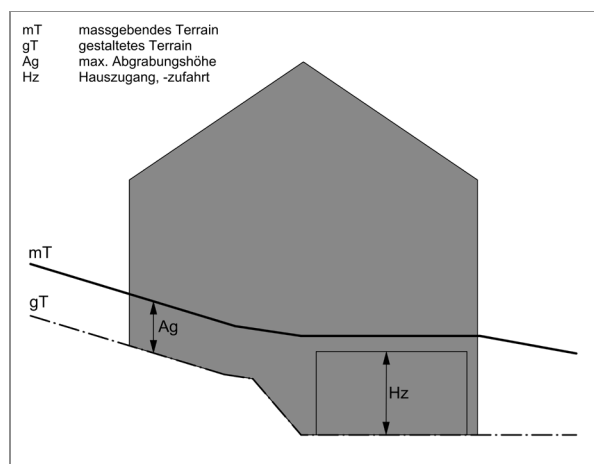 mT massgebendes Terrain
gT gestaltetes Terrain
Ag max. Abgrabungshöhe
Hz Hauszugang, -zufahrt
mT
gT
Ag
Hz